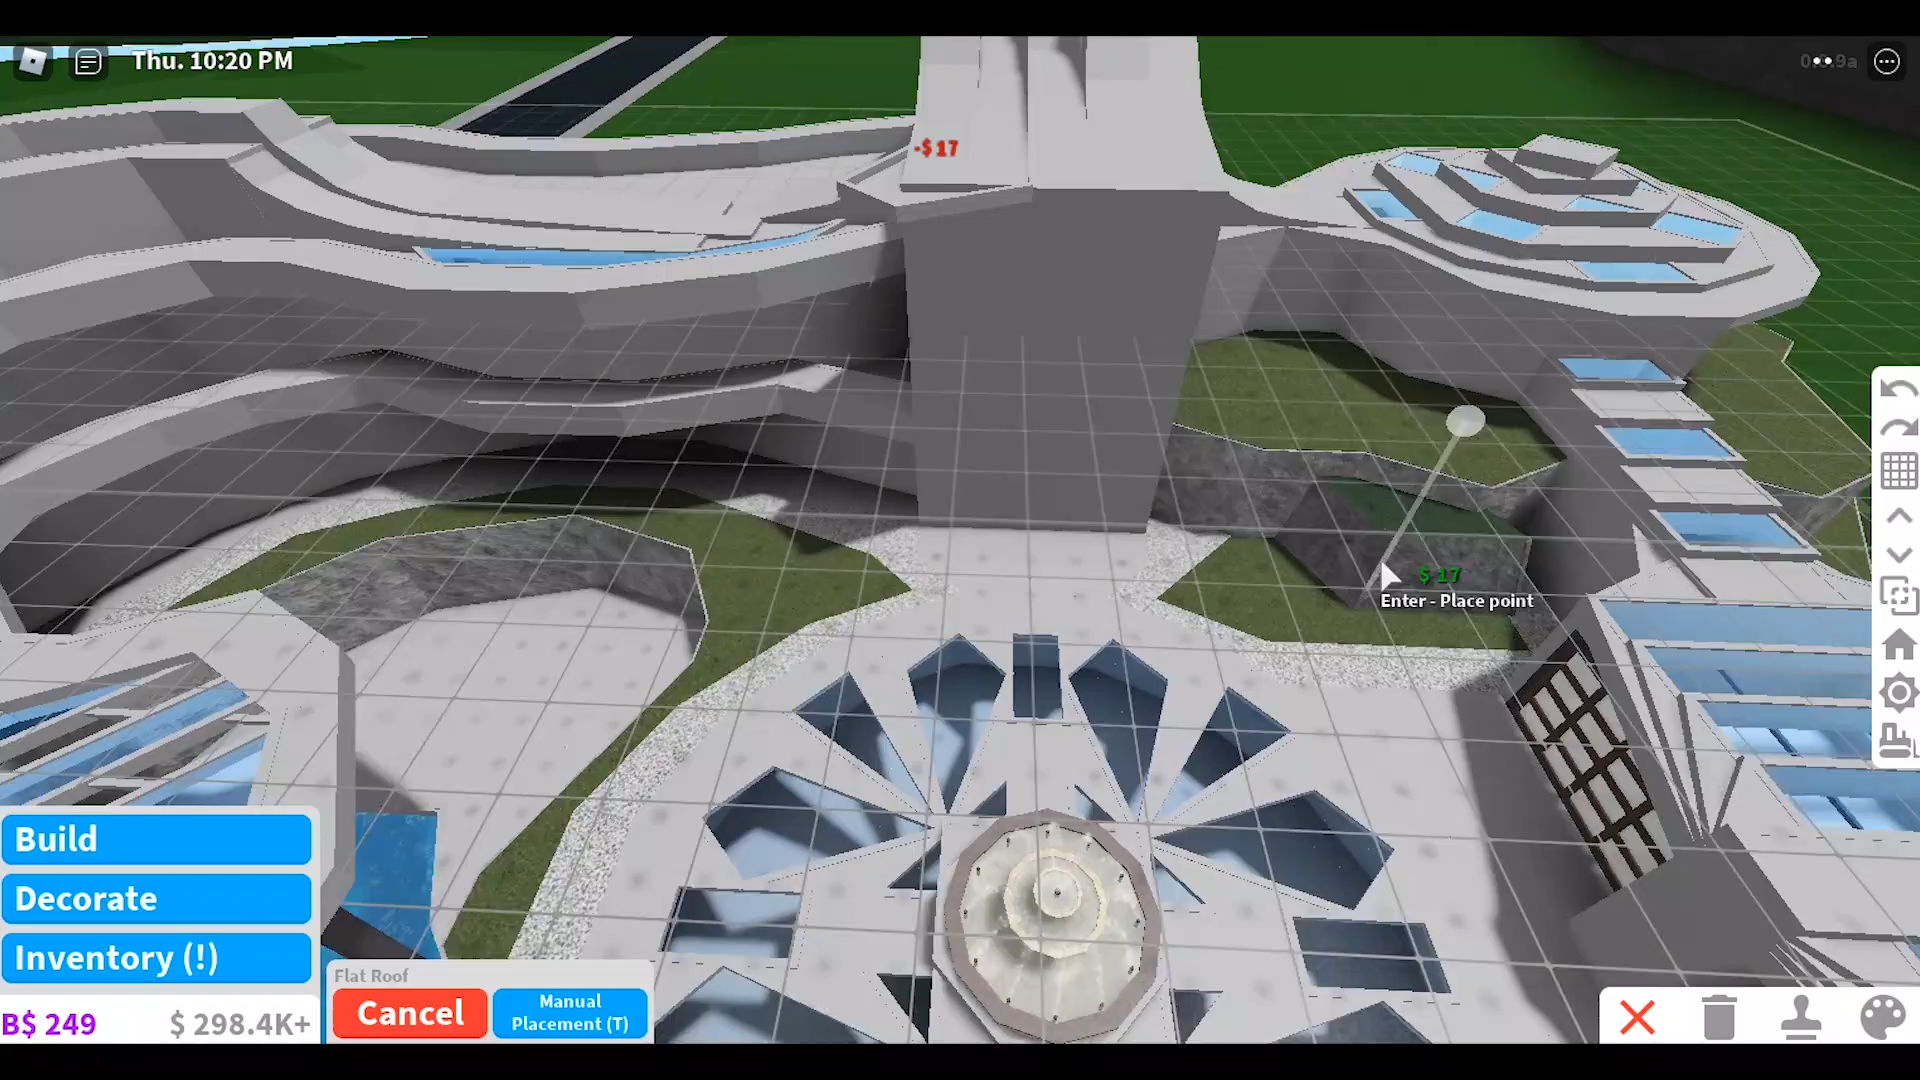 Thu. 10:20 PM
-$ 17
$ 17
Enter - Place point
Build
Decorate
Inventory (!)
Flat Roof
Cancel
Manual
Placement (T)
B$ 249
$ 298.4K+